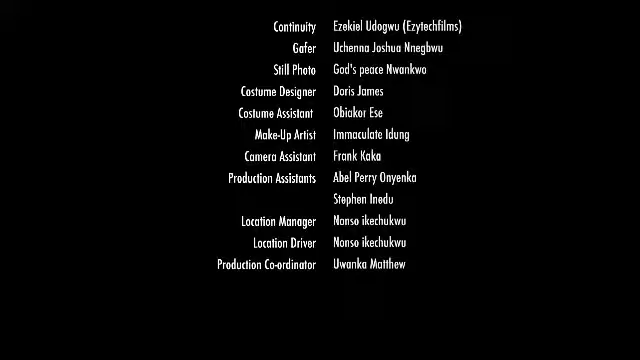 Continuity Ezekiel Udogwu (Ezytechfilms)
Gafer Uchenna Joshua Nnegbwu
Still Photo God's peace Nwankwo
Costume Designer Doris James
Costume Assistant Obiakor Ese
Make-Up Artist Immaculate Idung
Camera Assistant Frank Kaka
Production Assistants Abel Perry Onyenka
Stephen Inedu
Location Manager Nonso ikechukwu
Location Driver Nonso ikechukwu
Production Co-ordinator Uwanka Matthew